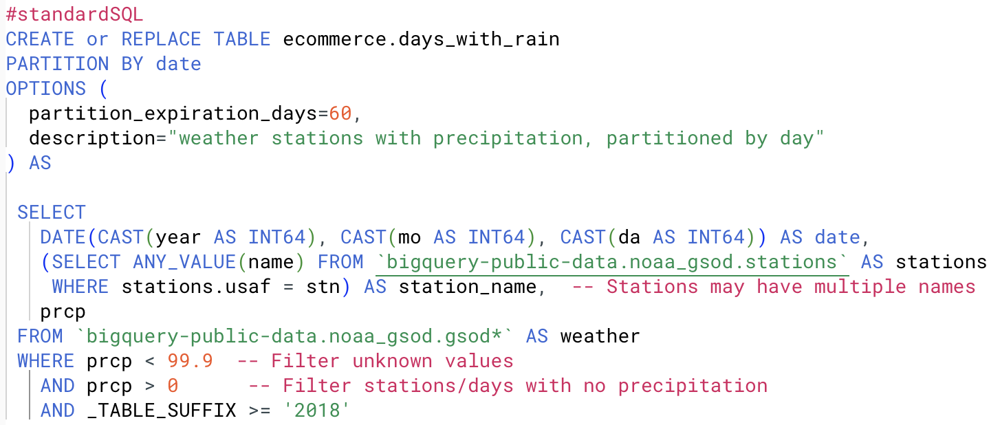 #standardSQL
CREATE or REPLACE TABLE ecommerce.days_with_rain
PARTITION BY date
OPTIONS (
  partition_expiration_days=60,
  description="weather stations with precipitation, partitioned by day"
) AS
 SELECT
   DATE(CAST(year AS INT64), CAST(mo AS INT64), CAST(da AS INT64)) AS date,
   (SELECT ANY_VALUE(name) FROM `bigquery-public-data.noaa_gsod.stations` AS stations
    WHERE stations.usaf = stn) AS station_name,  -- Stations may have multiple names
   prcp
 FROM `bigquery-public-data.noaa_gsod.gsod*` AS weather
 WHERE prcp < 99.9  -- Filter unknown values
   AND prcp > 0      -- Filter stations/days with no precipitation
   AND _TABLE_SUFFIX >= '2018'